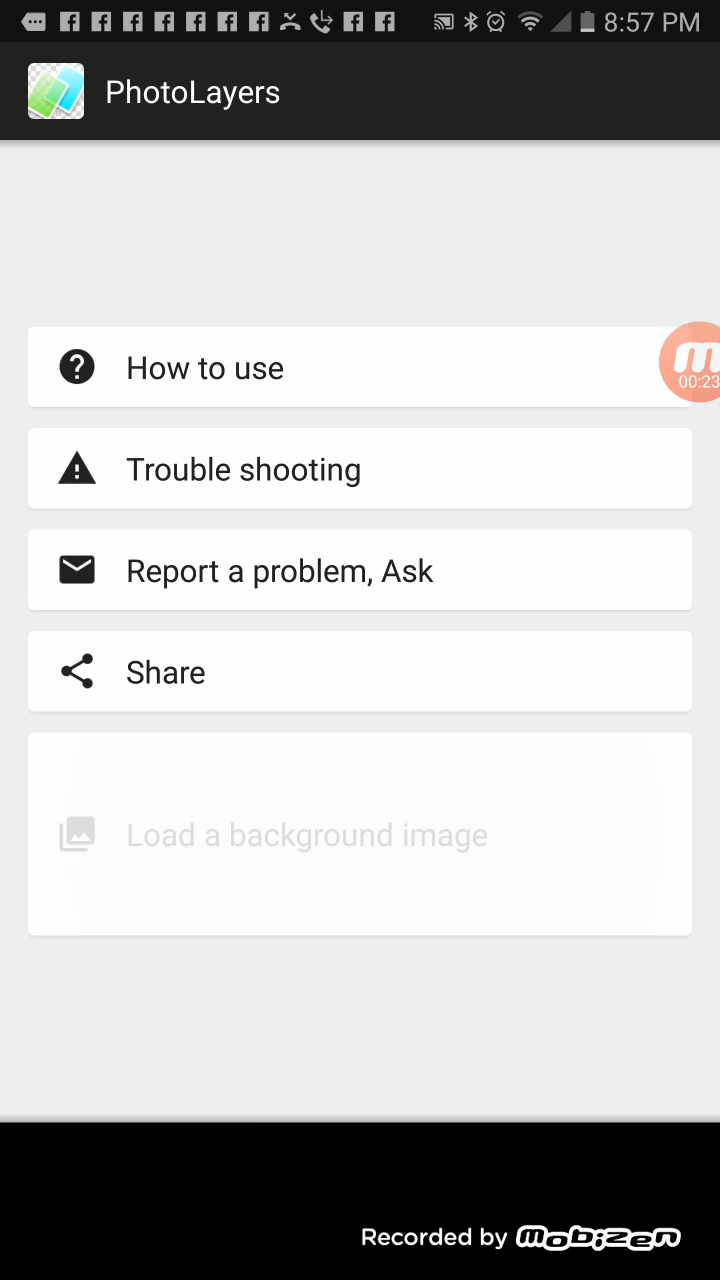 8:57 PM
PhotoLayers
How to use
00:23
Trouble shooting
Report a problem, Ask
Share
Load a background image
Recorded by mobizen